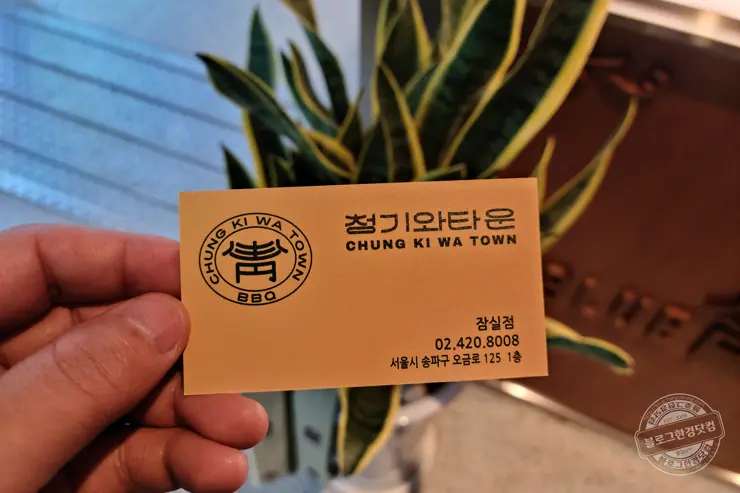 CHUNG KI WA TOWN
靑
BBQ
청기와타운
CHUNG KI WA TOWN
잠실점
02.420.8008
서울시 송파구 오금로 125 1층
블로그한경닷컴